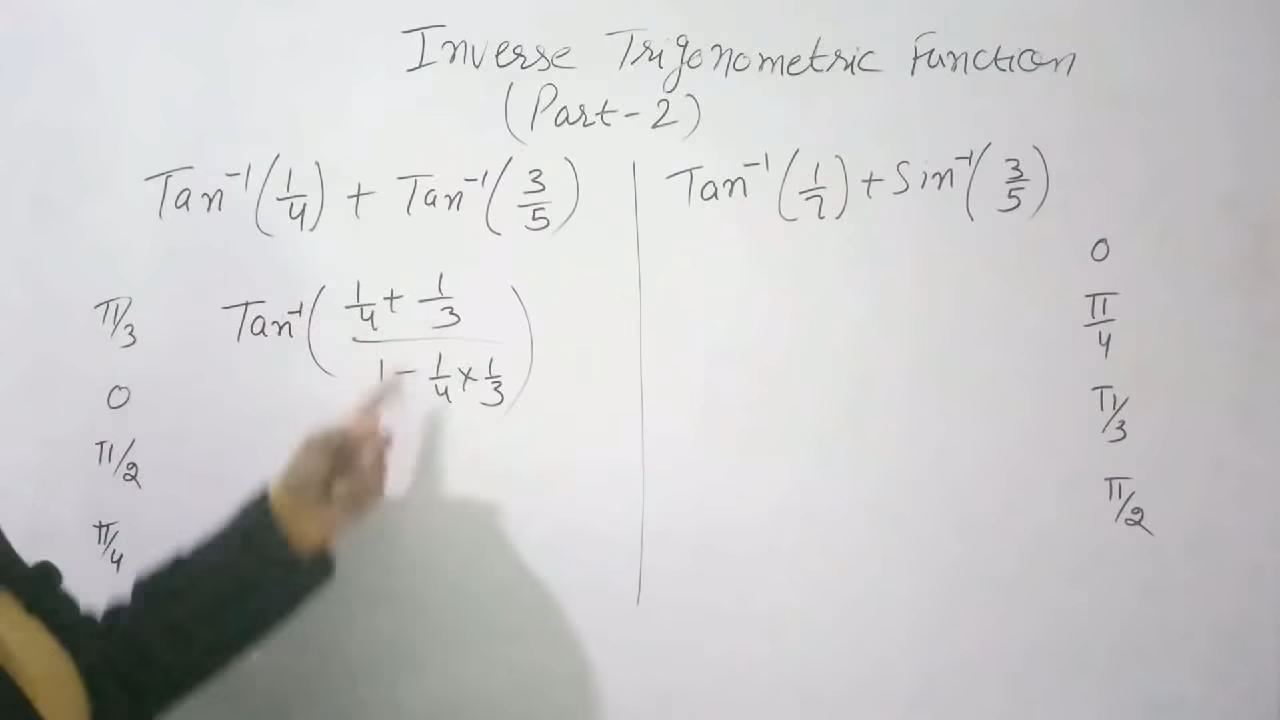 Inverse Trigonometric Function
(Part-2)
Tan⁻¹(1/4) + Tan⁻¹(3/5)
Tan⁻¹((1/4 + 1/3)/(1 - 1/4 × 1/3))
π/3
0
π/2
π/4
Tan⁻¹(1/7) + Sin⁻¹(3/5)
0
π/4
π/3
π/2